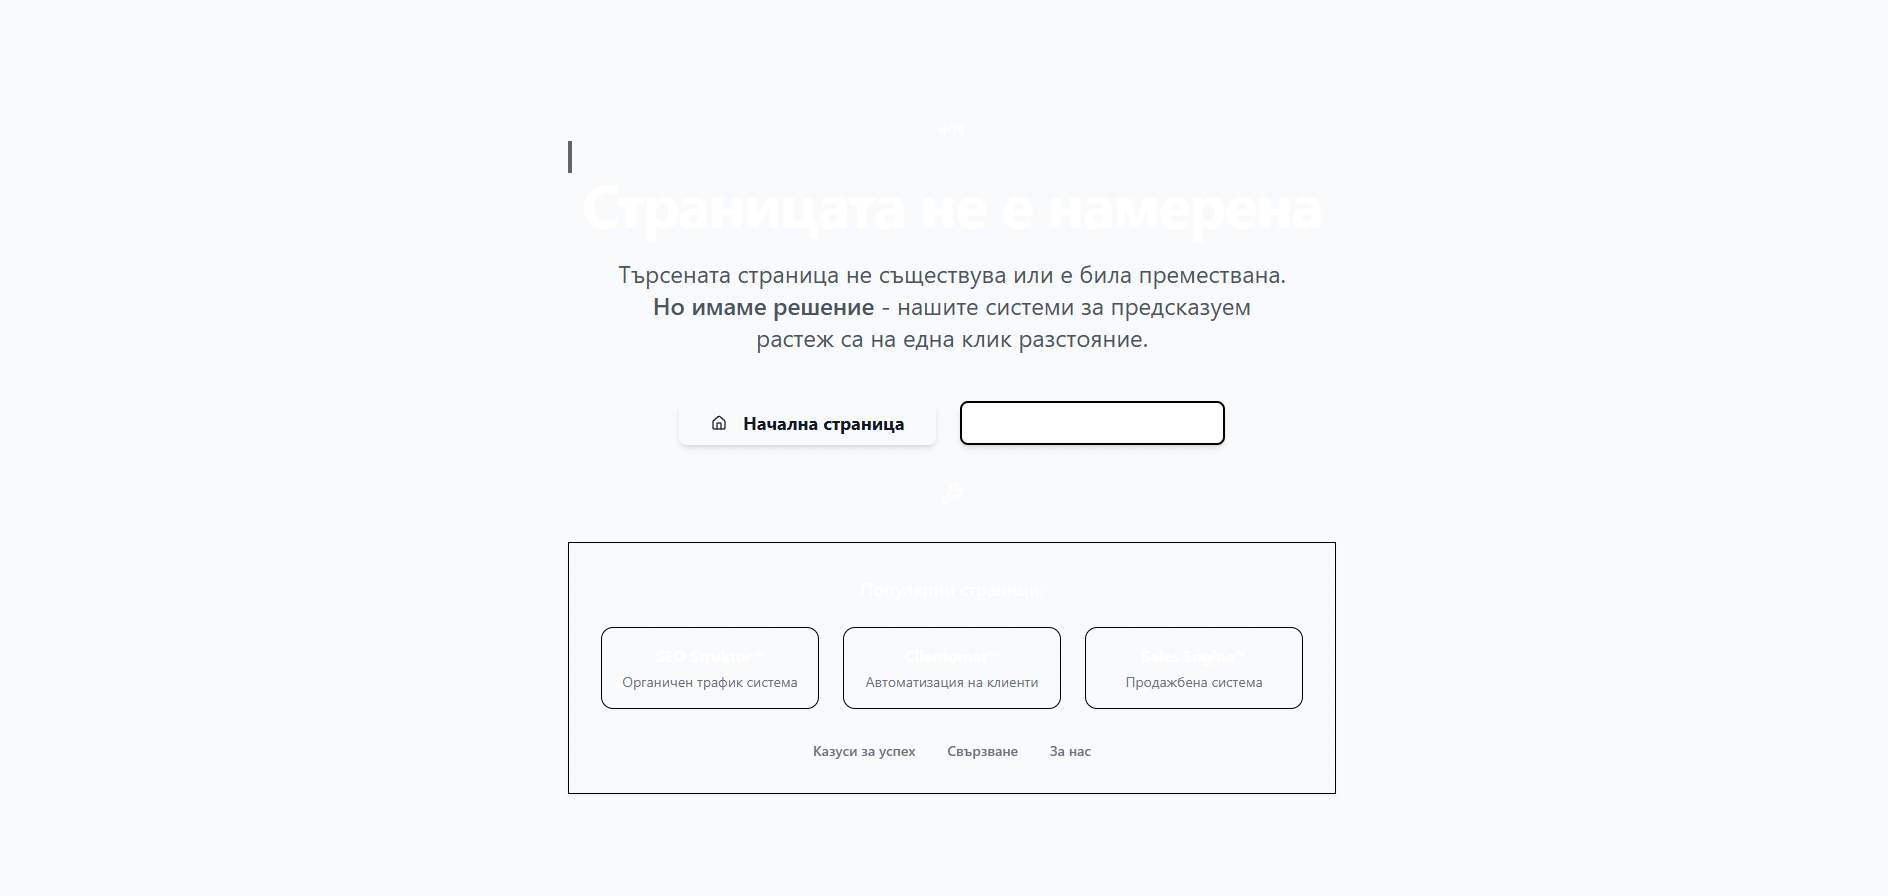 404
Страницата не е намерена
Търсената страница не съществува или е била премествана.
Но имаме решение - нашите системи за предсказуем
растеж са на една клик разстояние.
Начална страница
Популярни страници:
SEO Struktor™
Органичен трафик система
Clientomat™
Автоматизация на клиенти
Sales Engine™
Продажбена система
Казуси за успех
Свързване
За нас